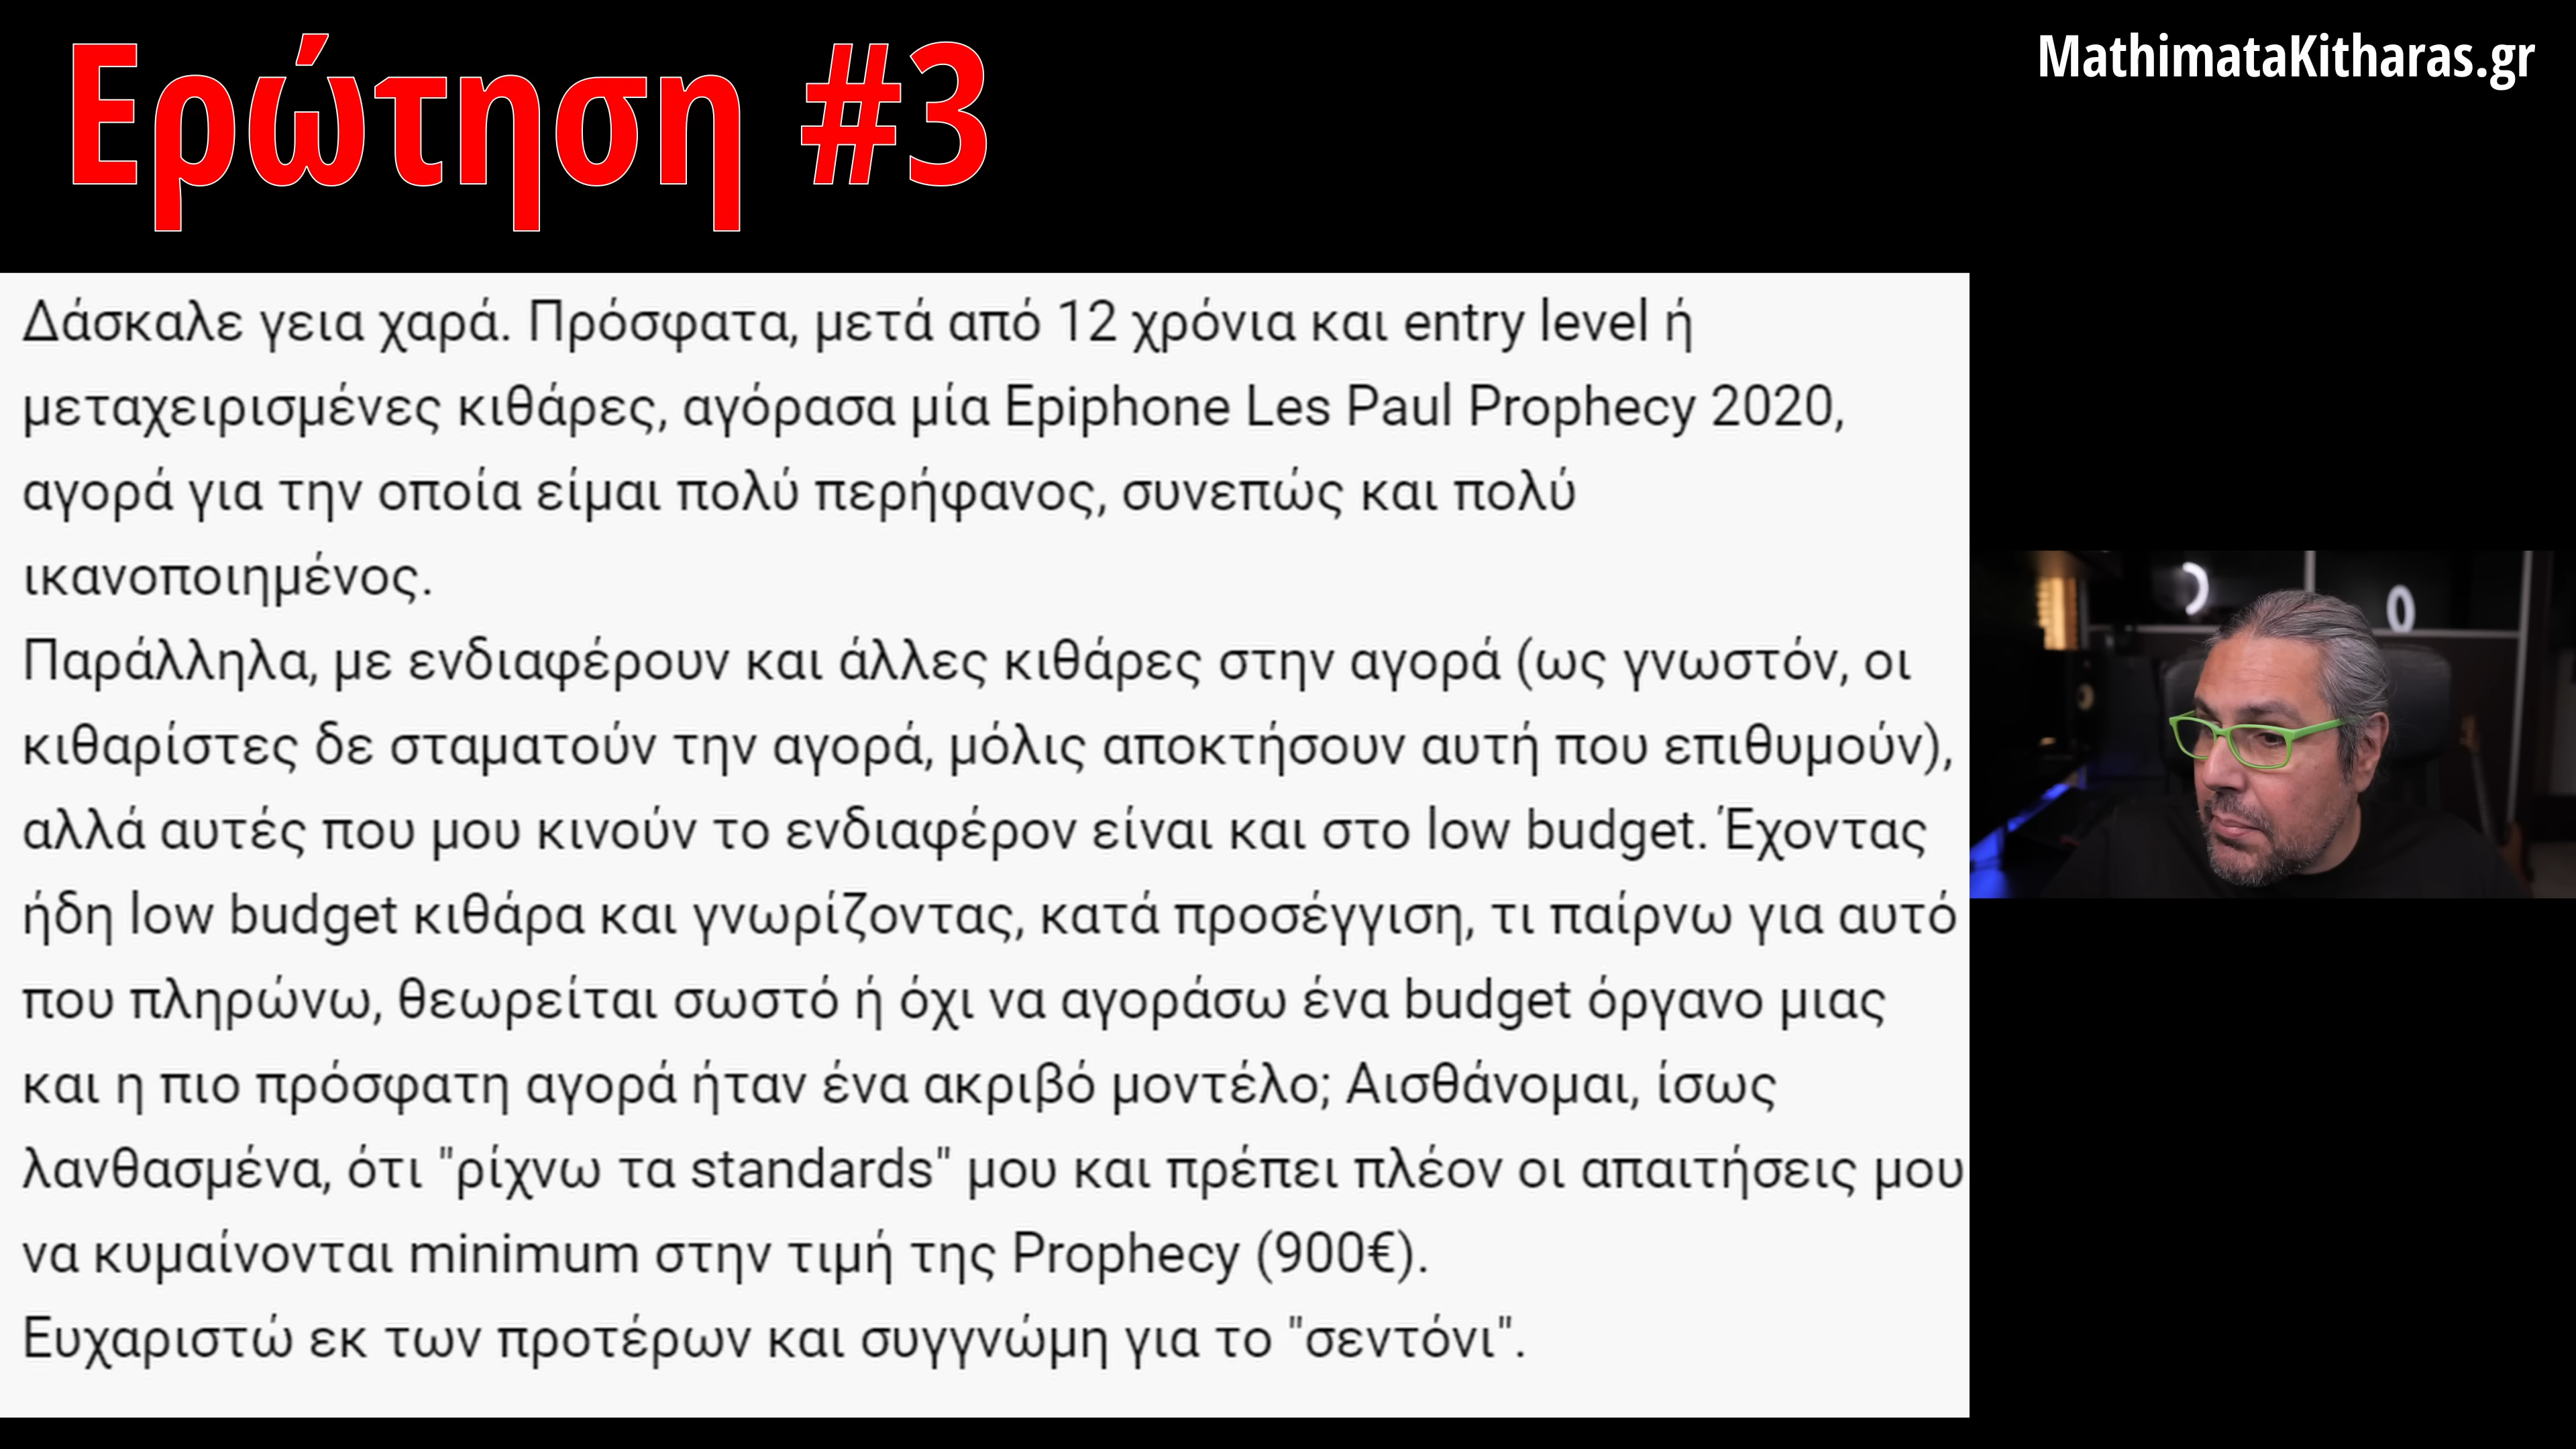 Ερώτηση #3
MathimataKitharas.gr
Δάσκαλε γεια χαρά. Πρόσφατα, μετά από 12 χρόνια και entry level ή
μεταχειρισμένες κιθάρες, αγόρασα μία Epiphone Les Paul Prophecy 2020,
αγορά για την οποία είμαι πολύ περήφανος, συνεπώς και πολύ
ικανοποιημένος.
Παράλληλα, με ενδιαφέρουν και άλλες κιθάρες στην αγορά (ως γνωστόν, οι
κιθαρίστες δε σταματούν την αγορά, μόλις αποκτήσουν αυτή που επιθυμούν),
αλλά αυτές που μου κινούν το ενδιαφέρον είναι και στο low budget. Έχοντας
ήδη low budget κιθάρα και γνωρίζοντας, κατά προσέγγιση, τι παίρνω για αυτό
που πληρώνω, θεωρείται σωστό ή όχι να αγοράσω ένα budget όργανο μιας
και η πιο πρόσφατη αγορά ήταν ένα ακριβό μοντέλο; Αισθάνομαι, ίσως
λανθασμένα, ότι "ρίχνω τα standards" μου και πρέπει πλέον οι απαιτήσεις μου
να κυμαίνονται minimum στην τιμή της Prophecy (900€).
Ευχαριστώ εκ των προτέρων και συγγνώμη για το "σεντόνι".